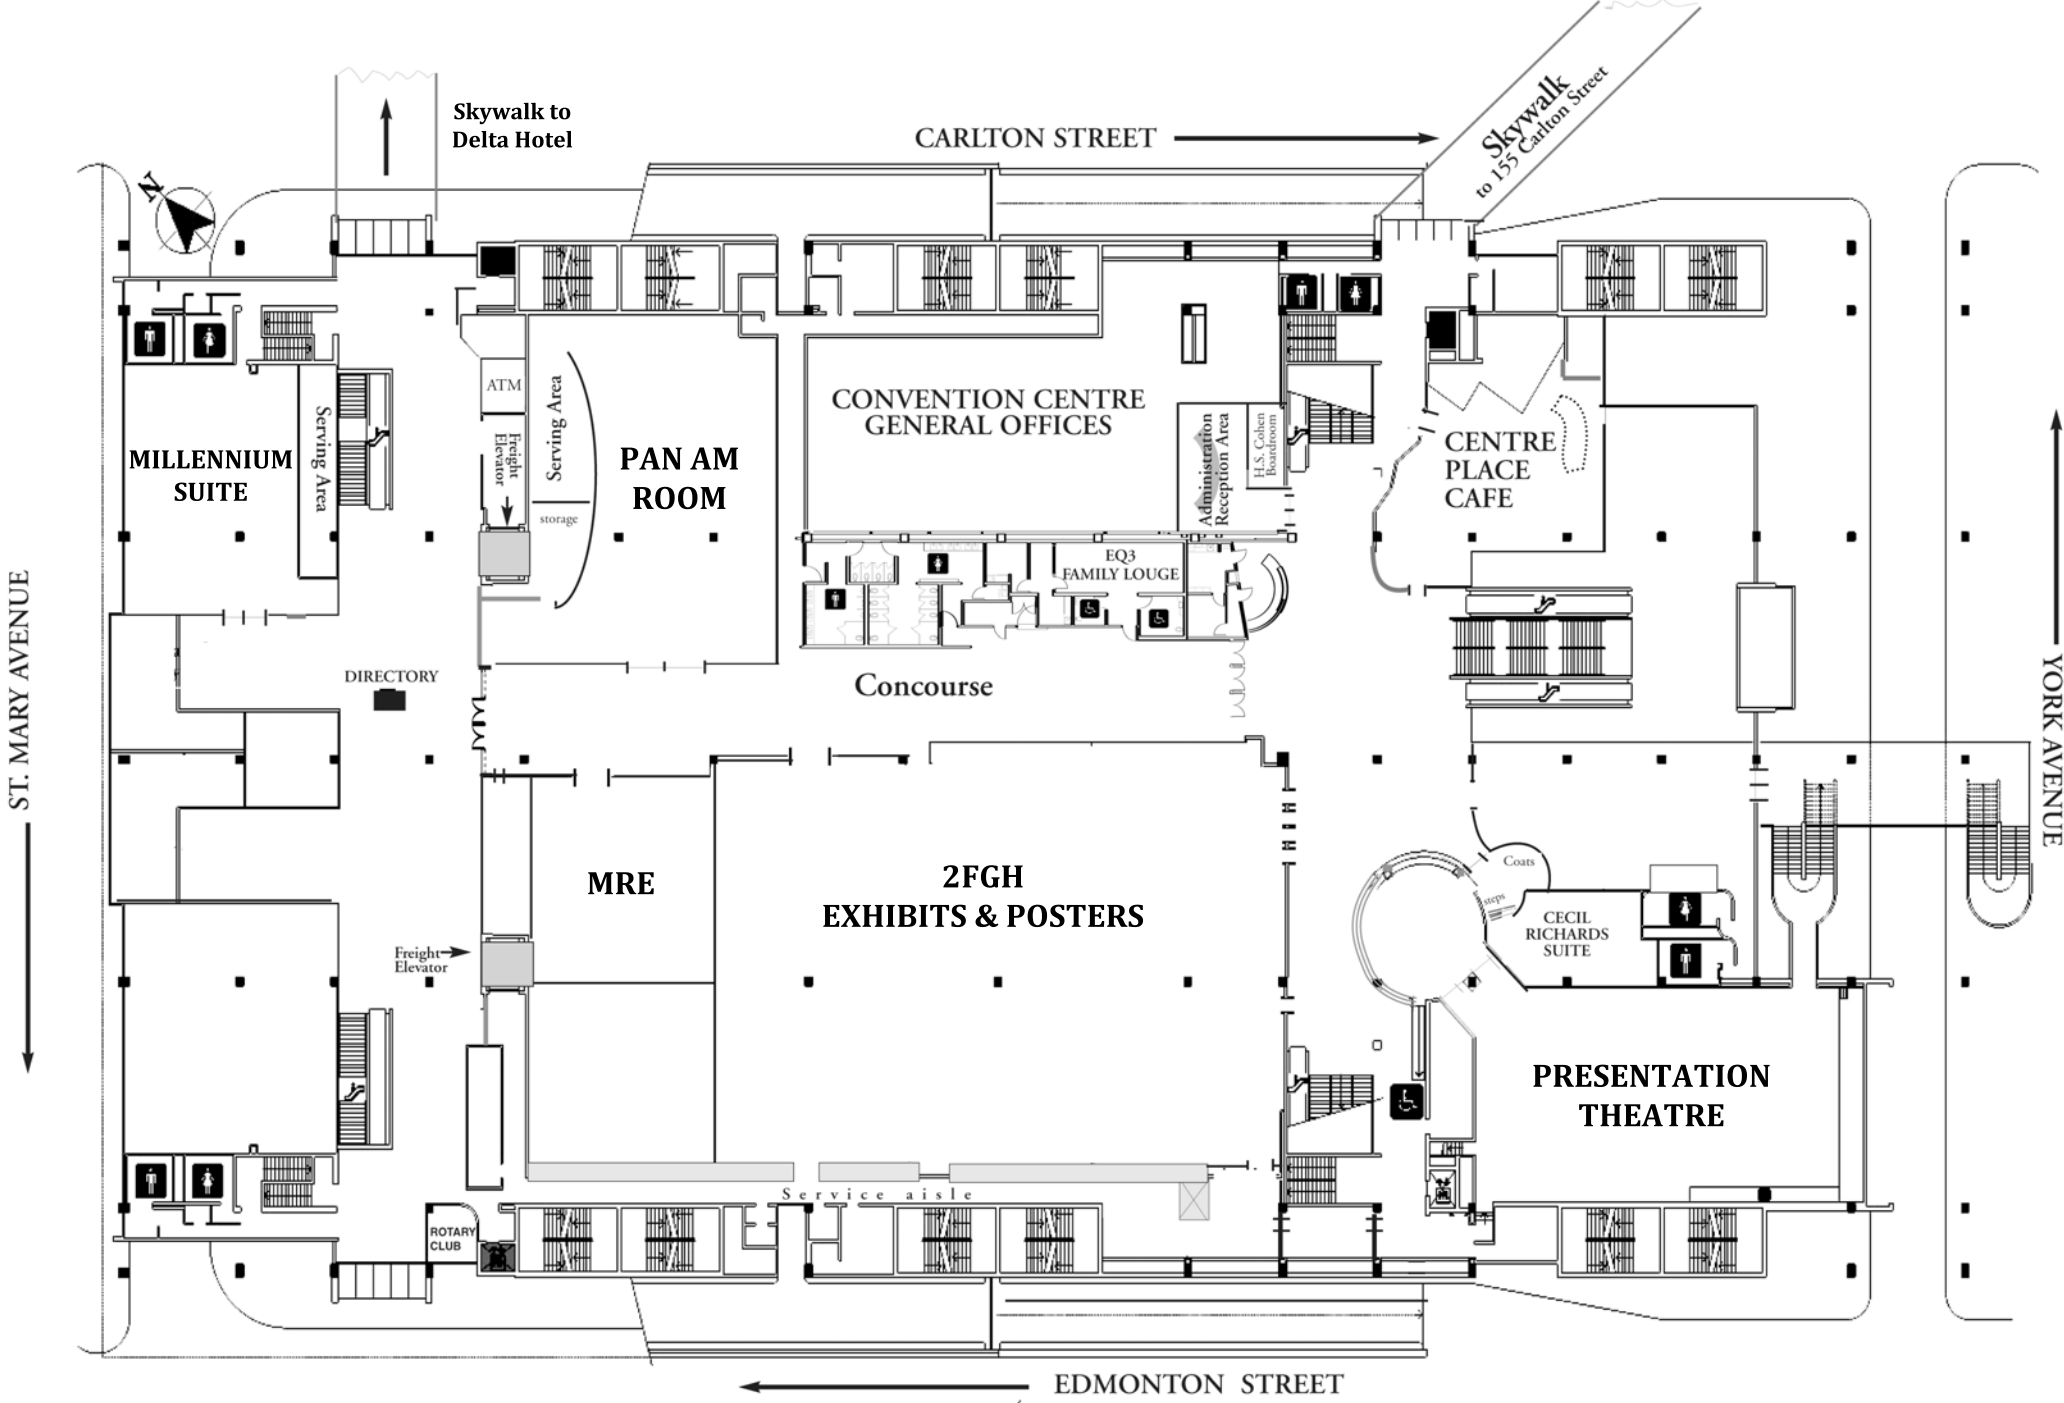 Skywalk to
Delta Hotel
CARLTON STREET
Skywalk
to 155 Carlton Street
N
ATM
Serving Area
Freight
Elevator
storage
PAN AM
ROOM
MILLENNIUM
SUITE
Serving Area
CONVENTION CENTRE
GENERAL OFFICES
Administration
Reception Area
H.S. Cohen
Boardroom
CENTRE
PLACE
CAFE
EQ3
FAMILY LOUGE
ST. MARY AVENUE
YORK AVENUE
DIRECTORY
Concourse
MRE
2FGH
EXHIBITS & POSTERS
Coats
steps
CECIL
RICHARDS
SUITE
Freight
Elevator
PRESENTATION
THEATRE
Service aisle
ROTARY
CLUB
EDMONTON STREET